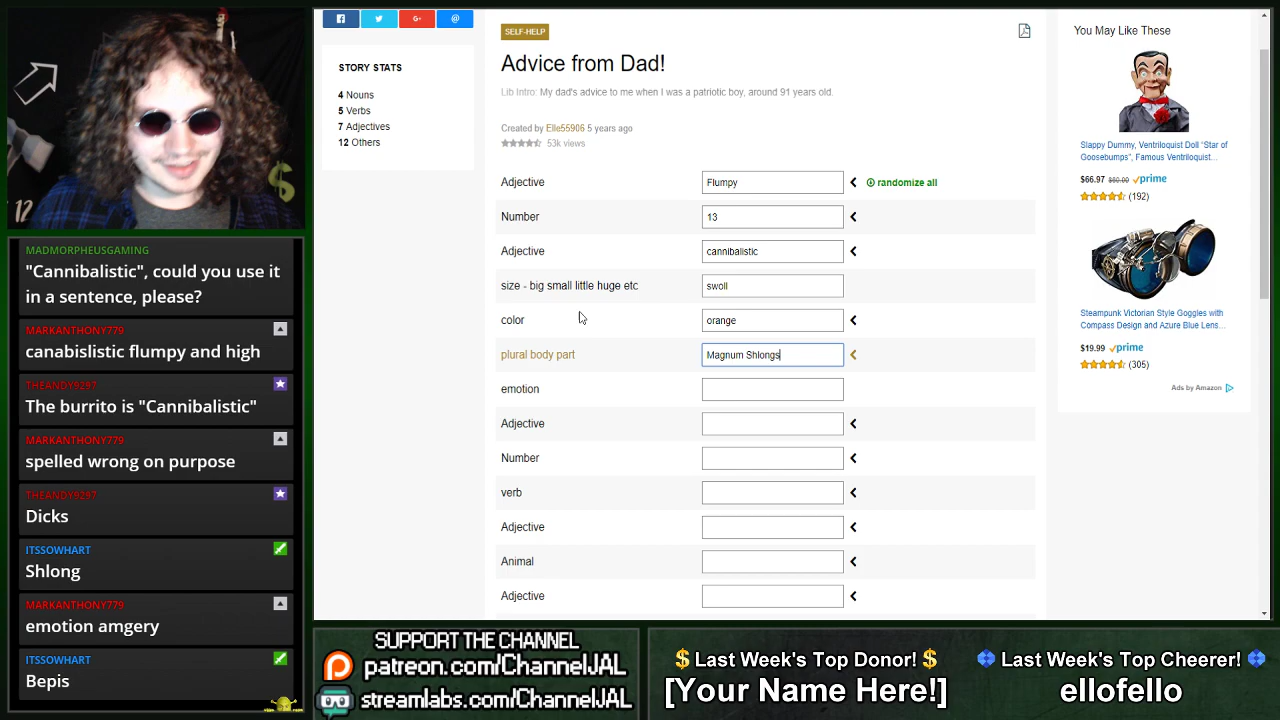 SELF-HELP
Advice from Dad!
Lib Intro: My dad's advice to me when I was a patriotic boy, around 91 years old.
Created by Elle55906 5 years ago
53k views
STORY STATS
4 Nouns
5 Verbs
7 Adjectives
12 Others
Adjective Flumpy randomize all
Number 13
Adjective cannibalistic
size - big small little huge etc swoll
color orange
plural body part Magnum Shlongs
emotion
Adjective
Number
verb
Adjective
Animal
Adjective
You May Like These
Slappy Dummy, Ventriloquist Doll "Star of
Goosebumps", Famous Ventriloquist...
$66.97 $80.00 prime
(192)
Steampunk Victorian Style Goggles with
Compass Design and Azure Blue Lens...
$19.99 prime
(305)
Ads by Amazon
12
$
MADMORPHEUSGAMING
"Cannibalistic", could you use it
in a sentence, please?
MARKANTHONY779
canabislistic flumpy and high
THEANDY9297
The burrito is "Cannibalistic"
MARKANTHONY779
spelled wrong on purpose
THEANDY9297
Dicks
ITSSOWHART
Shlong
MARKANTHONY779
emotion amgery
ITSSOWHART
Bepis
SUPPORT THE CHANNEL
patreon.com/ChannelJAL
streamlabs.com/ChannelJAL
$ Last Week's Top Donor! $
[Your Name Here!]
Last Week's Top Cheerer!
ellofello